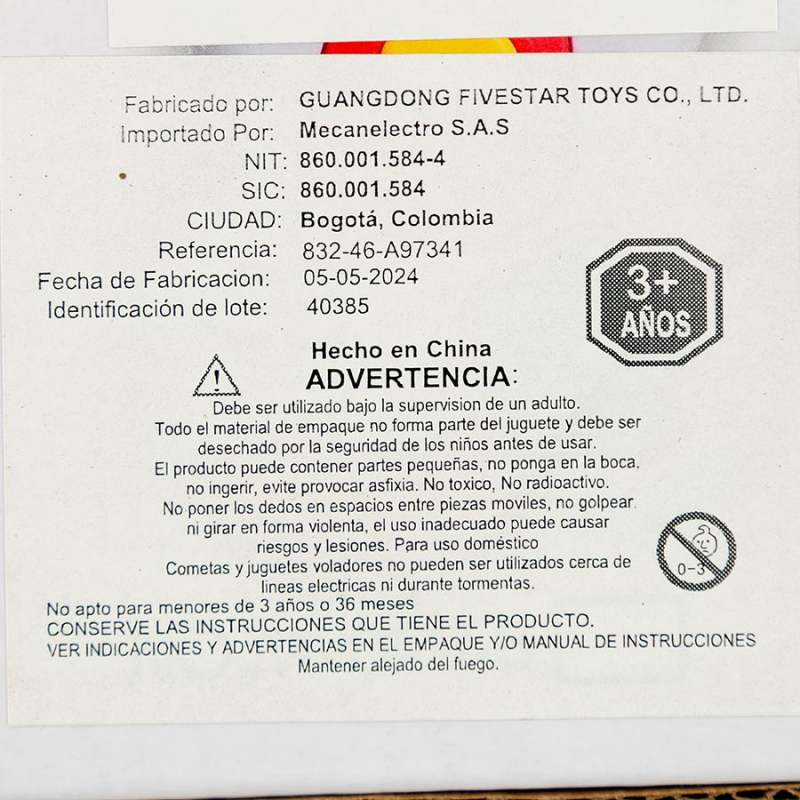 Fabricado por: GUANGDONG FIVESTAR TOYS CO., LTD.
Importado Por: Mecanelectro S.A.S
NIT: 860.001.584-4
SIC: 860.001.584
CIUDAD: Bogotá, Colombia
Referencia: 832-46-A97341
Fecha de Fabricacion: 05-05-2024
Identificación de lote: 40385
3+
AÑOS
Hecho en China
ADVERTENCIA:
Debe ser utilizado bajo la supervision de un adulto.
Todo el material de empaque no forma parte del juguete y debe ser
desechado por la seguridad de los niños antes de usar.
El producto puede contener partes pequeñas, no ponga en la boca,
no ingerir, evite provocar asfixia. No toxico, No radioactivo.
No poner los dedos en espacios entre piezas moviles, no golpear
ni girar en forma violenta, el uso inadecuado puede causar
riesgos y lesiones. Para uso doméstico
Cometas y juguetes voladores no pueden ser utilizados cerca de
lineas electricas ni durante tormentas.
0-3
No apto para menores de 3 años o 36 meses
CONSERVE LAS INSTRUCCIONES QUE TIENE EL PRODUCTO.
VER INDICACIONES Y ADVERTENCIAS EN EL EMPAQUE Y/O MANUAL DE INSTRUCCIONES
Mantener alejado del fuego.